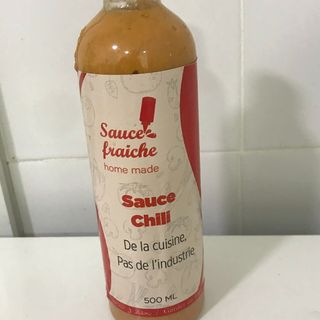 Sauce
fraiche
home made
Sauce
Chili
De la cuisine,
Pas de l'industrie
500 ML